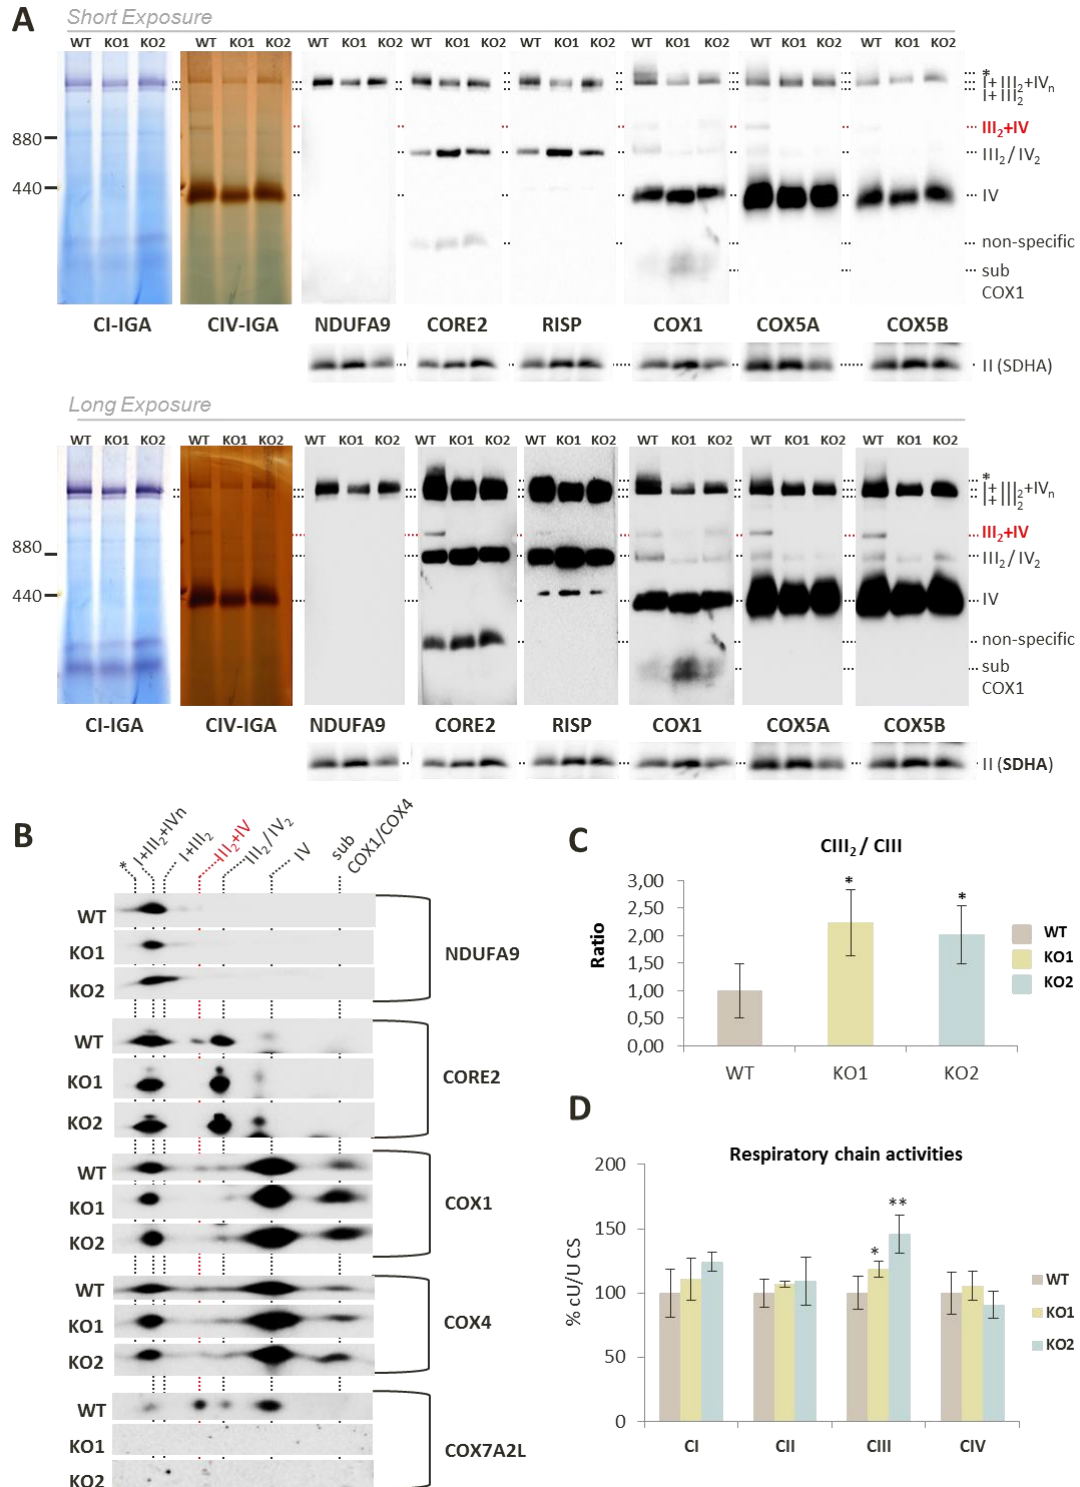 A
Short Exposure
WT KO1 KO2 WT KO1 KO2 WT KO1 KO2 WT KO1 KO2 WT KO1 KO2 WT KO1 KO2 WT KO1 KO2 WT KO1 KO2
*
I+ III2+IVn
I+ III2
III2+IV
880
III2 / IV2
440
IV
non-specific
sub
COX1
CI-IGA CIV-IGA NDUFA9 CORE2 RISP COX1 COX5A COX5B
II (SDHA)
Long Exposure
WT KO1 KO2 WT KO1 KO2 WT KO1 KO2 WT KO1 KO2 WT KO1 KO2 WT KO1 KO2 WT KO1 KO2 WT KO1 KO2
*
I+ III2+IVn
I+ III2
III2+IV
880
III2 / IV2
440
IV
non-specific
sub
COX1
CI-IGA CIV-IGA NDUFA9 CORE2 RISP COX1 COX5A COX5B
II (SDHA)
B
* I+III2+IVn I+III2 III2+IV III2/IV2 IV sub COX1/COX4
WT
KO1
KO2
NDUFA9
WT
KO1
KO2
CORE2
WT
KO1
KO2
COX1
WT
KO1
KO2
COX4
WT
KO1
KO2
COX7A2L
C
CIII2 / CIII
Ratio
3,00
2,50
2,00
1,50
1,00
0,50
0,00
* *
WT KO1 KO2
WT
KO1
KO2
D
Respiratory chain activities
% cU/U CS
200
150
100
50
0
* **
CI CII CIII CIV
WT
KO1
KO2